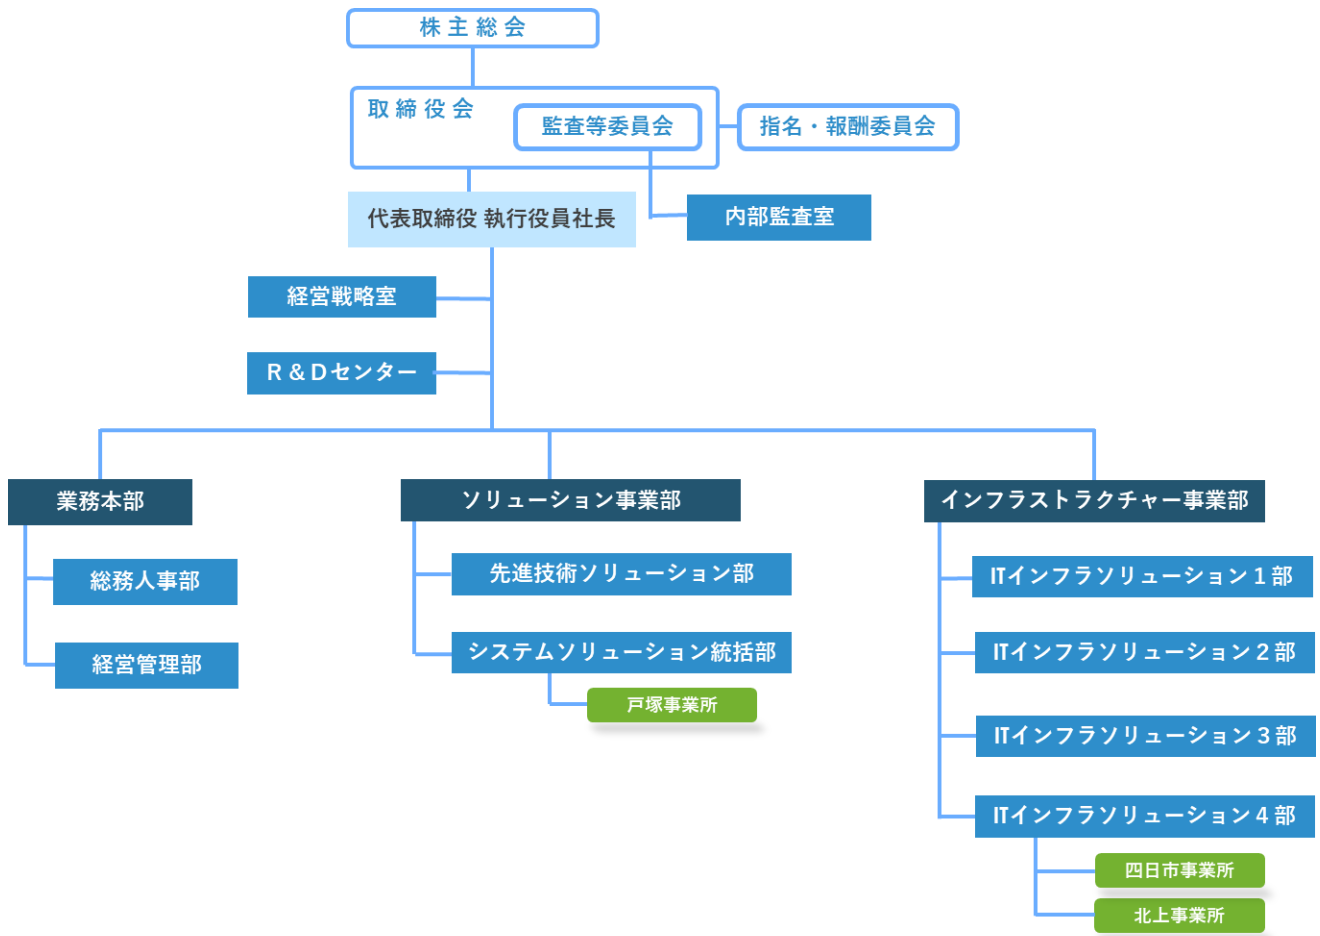 株主総会
取締役会
監査等委員会
指名・報酬委員会
代表取締役 執行役員社長
内部監査室
経営戦略室
Ｒ＆Ｄセンター
業務本部
総務人事部
経営管理部
ソリューション事業部
先進技術ソリューション部
システムソリューション統括部
戸塚事業所
インフラストラクチャー事業部
ITインフラソリューション１部
ITインフラソリューション２部
ITインフラソリューション３部
ITインフラソリューション４部
四日市事業所
北上事業所